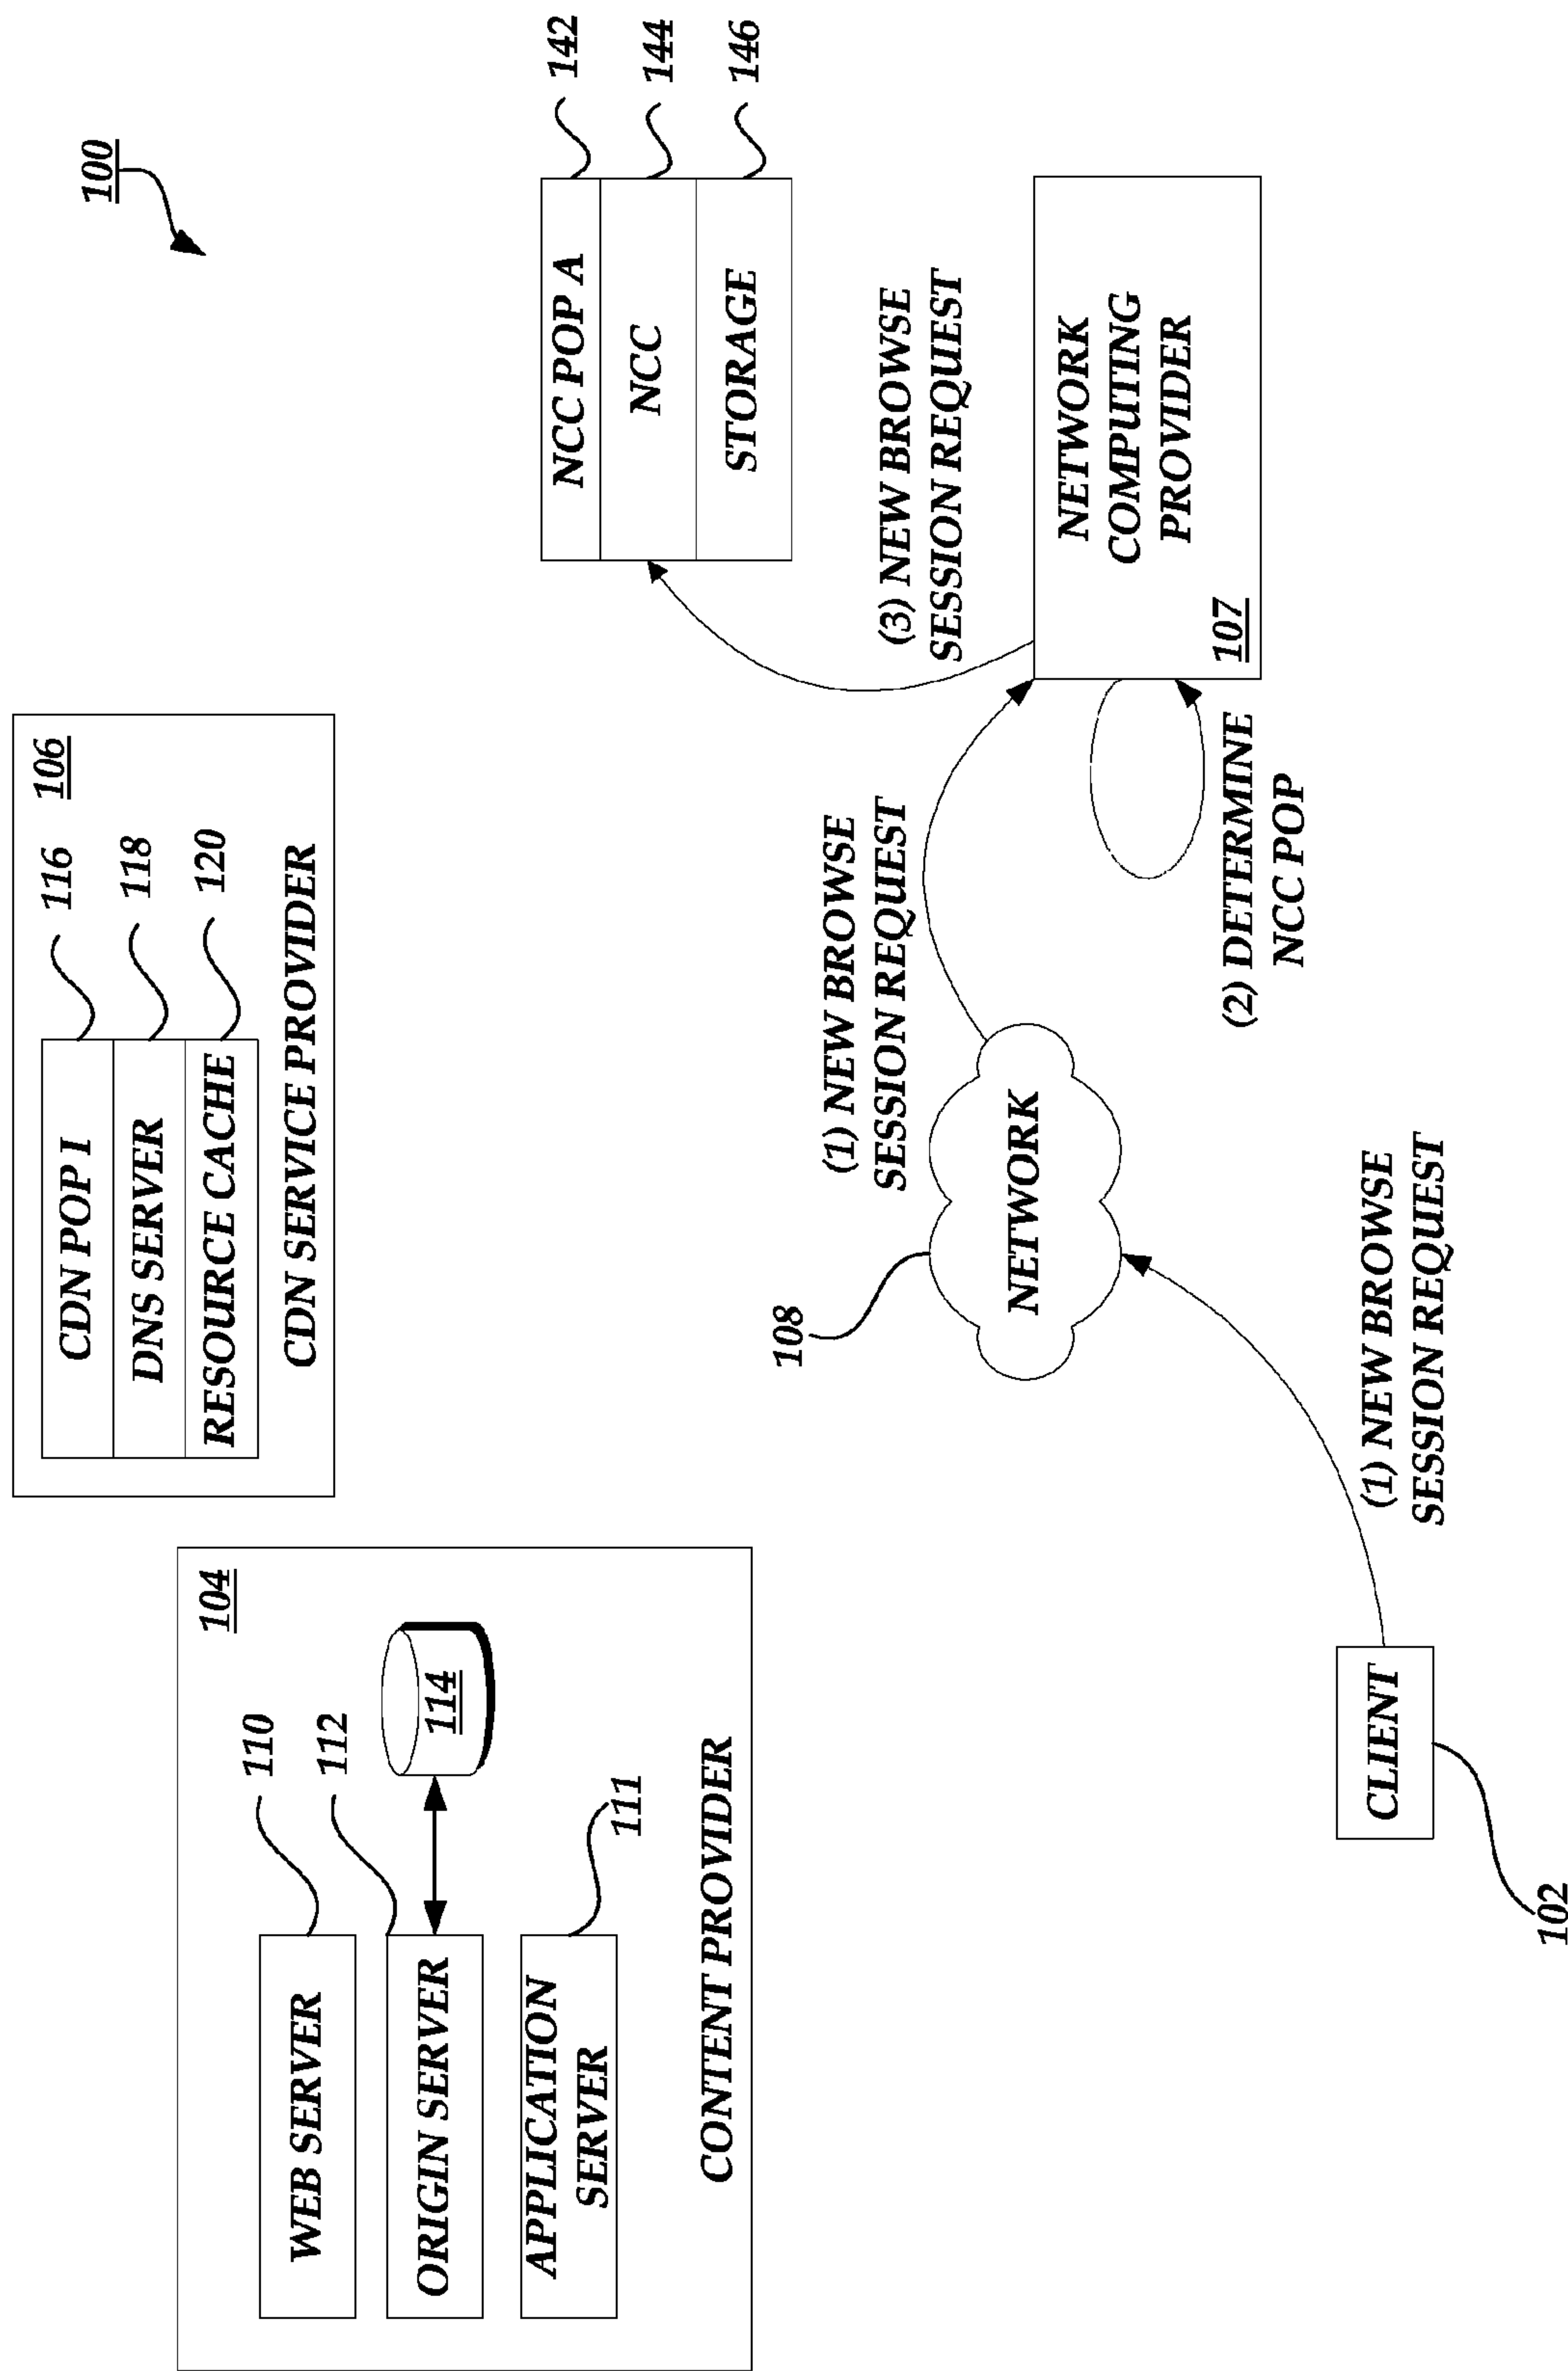 100
104
WEB SERVER
110
ORIGIN SERVER
112
114
APPLICATION
SERVER
111
CONTENT PROVIDER
106
CDN POP I
116
DNS SERVER
118
RESOURCE CACHE
120
CDN SERVICE PROVIDER
NCC POP A
142
NCC
144
STORAGE
146
108
NETWORK
(1) NEW BROWSE
SESSION REQUEST
(3) NEW BROWSE
SESSION REQUEST
NETWORK
COMPUTING
PROVIDER
107
(2) DETERMINE
NCC POP
(1) NEW BROWSE
SESSION REQUEST
CLIENT
102